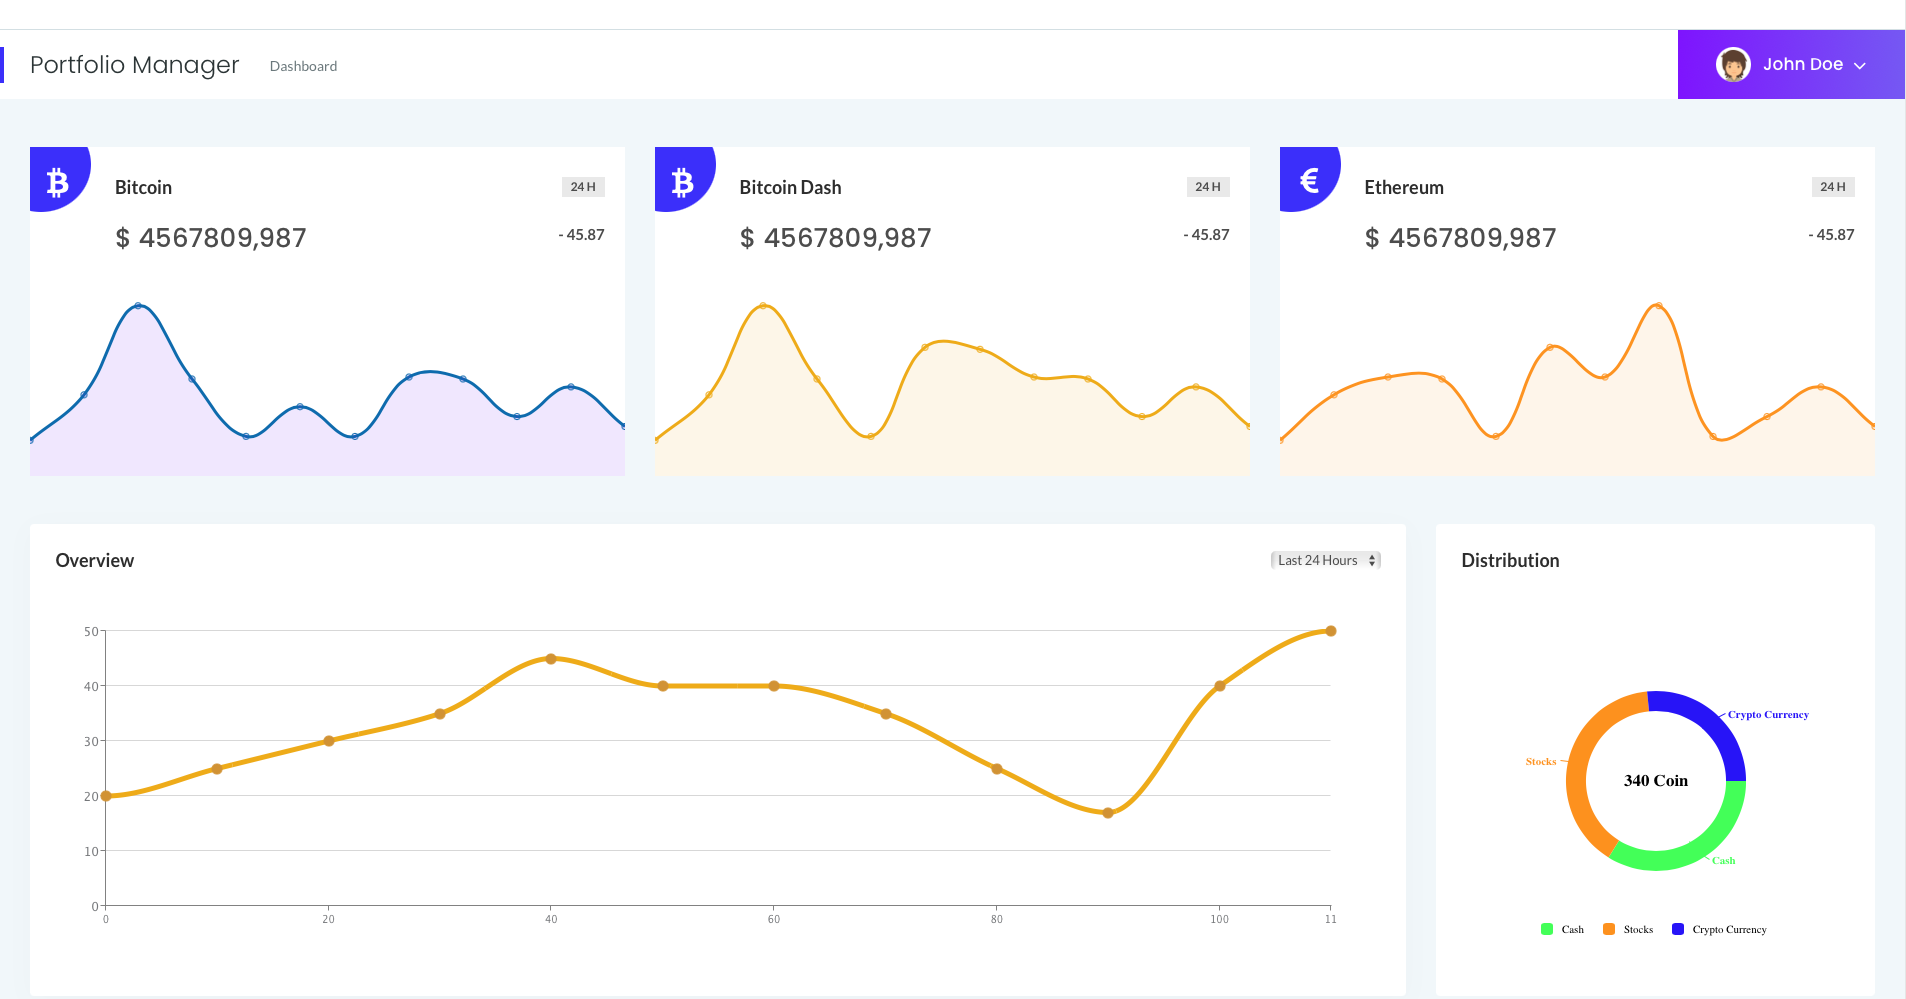 Portfolio Manager
Dashboard
John Doe
Bitcoin
24 H
$ 4567809,987
- 45.87
Bitcoin Dash
24 H
$ 4567809,987
- 45.87
Ethereum
24 H
$ 4567809,987
- 45.87
Overview
Last 24 Hours
50
40
30
20
10
0
0 20 40 60 80 100 11
Distribution
Crypto Currency
Stocks
340 Coin
Cash
Cash Stocks Crypto Currency